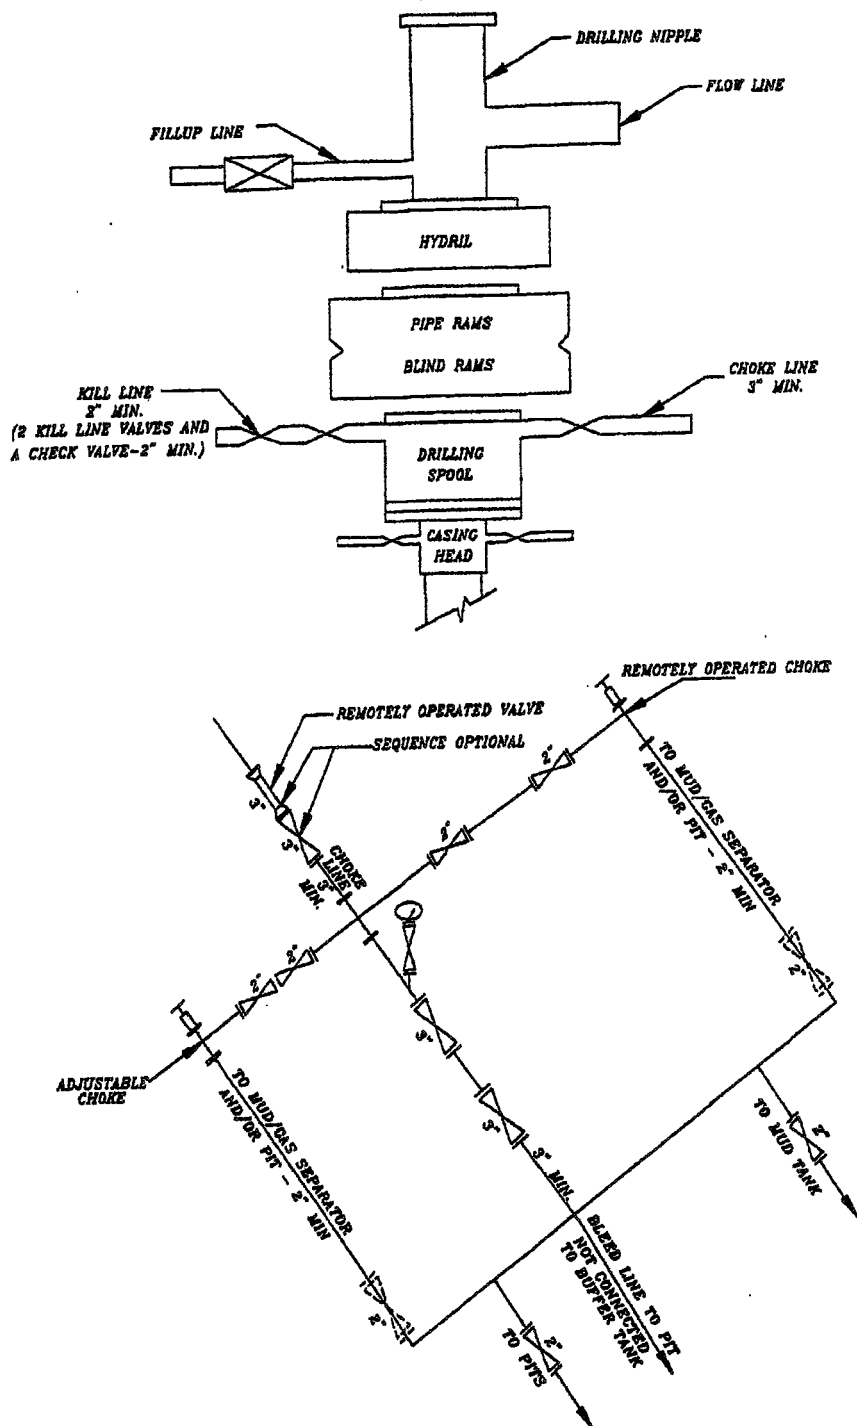 DRILLING NIPPLE
FLOW LINE
FILLUP LINE
HYDRIL
PIPE RAMS
BLIND RAMS
KILL LINE
2" MIN.
(2 KILL LINE VALVES AND
A CHECK VALVE-2" MIN.)
CHOKE LINE
3" MIN.
DRILLING
SPOOL
CASING
HEAD
REMOTELY OPERATED CHOKE
REMOTELY OPERATED VALVE
SEQUENCE OPTIONAL
3"
3"
CHOKE
LINE
3"
MIN.
2"
2"
TO MUD/GAS SEPARATOR
AND/OR PIT - 2" MIN
2"
2"
2"
ADJUSTABLE
CHOKE
TO MUD/GAS SEPARATOR
AND/OR PIT - 2" MIN
2"
3"
3"
3" MIN.
BLEED LINE TO PIT
NOT CONNECTED
TO BUFFER TANK
2"
TO MUD TANK
2"
TO PITS